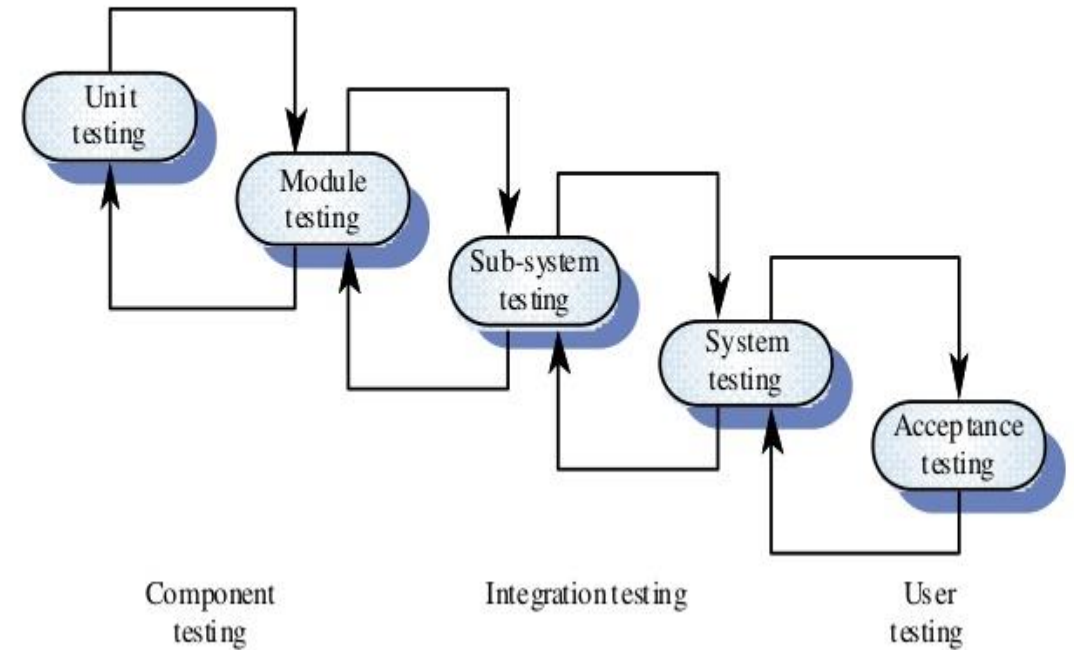 Unit
testing
Module
testing
Sub-system
testing
System
testing
Acceptance
testing
Component
testing
Integration testing
User
testing